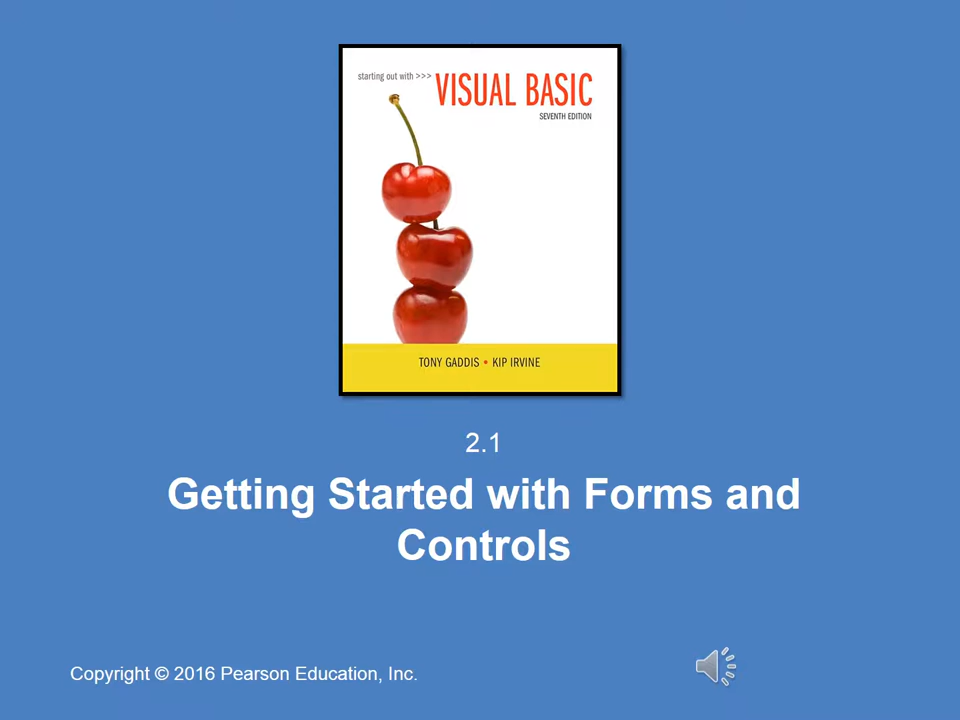 starting out with >>> VISUAL BASIC
SEVENTH EDITION
TONY GADDIS • KIP IRVINE
2.1
Getting Started with Forms and
Controls
Copyright © 2016 Pearson Education, Inc.